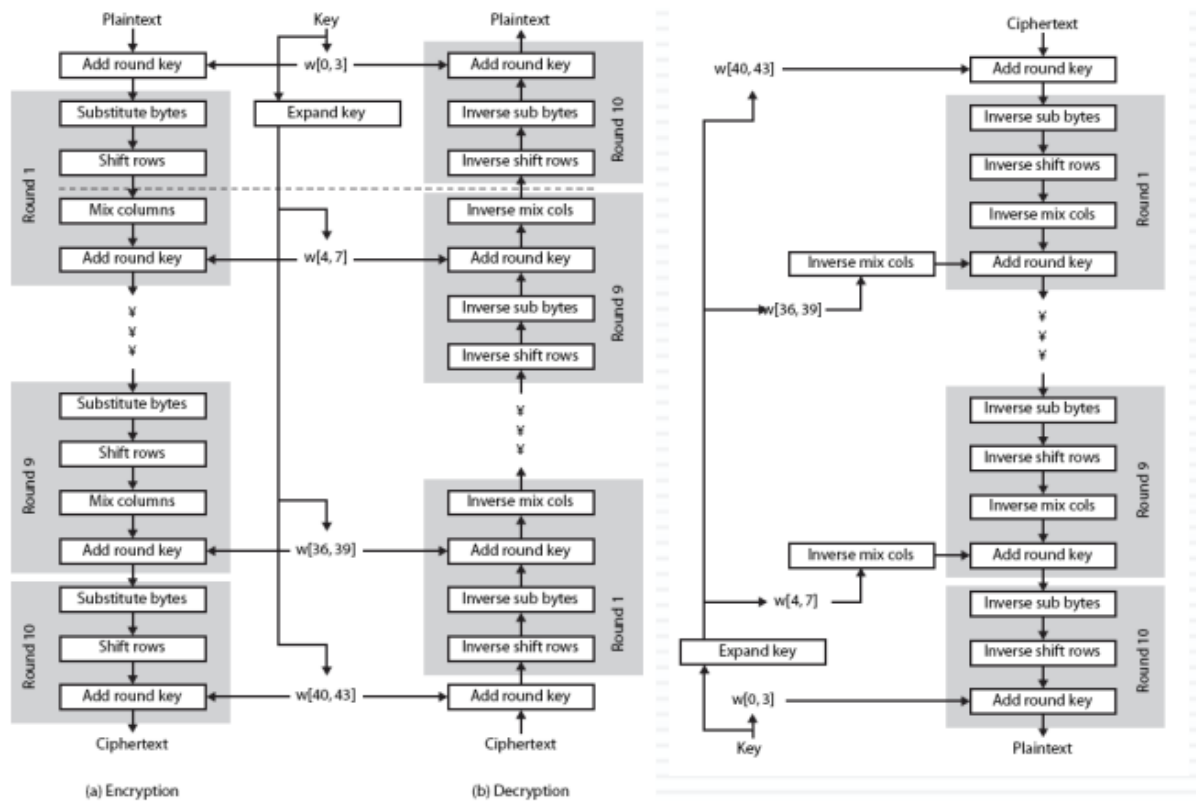 Plaintext
Key
Plaintext
Add round key
w[0, 3]
Add round key
Substitute bytes
Expand key
Inverse sub bytes
Round 10
Shift rows
Inverse shift rows
Round 1
Mix columns
Inverse mix cols
Add round key
w[4, 7]
Add round key
Round 9
¥
¥
¥
Inverse sub bytes
Inverse shift rows
Substitute bytes
¥
¥
¥
Shift rows
Round 9
Mix columns
Inverse mix cols
Add round key
w[36, 39]
Add round key
Substitute bytes
Inverse sub bytes
Round 1
Round 10
Shift rows
Inverse shift rows
Add round key
w[40, 43]
Add round key
Ciphertext
Ciphertext
(a) Encryption
(b) Decryption
Ciphertext
w[40, 43]
Add round key
Inverse sub bytes
Inverse shift rows
Round 1
Inverse mix cols
Inverse mix cols
Add round key
w[36, 39]
¥
¥
¥
Inverse sub bytes
Inverse shift rows
Round 9
Inverse mix cols
Inverse mix cols
Add round key
w[4, 7]
Inverse sub bytes
Expand key
Inverse shift rows
Round 10
w[0, 3]
Add round key
Key
Plaintext